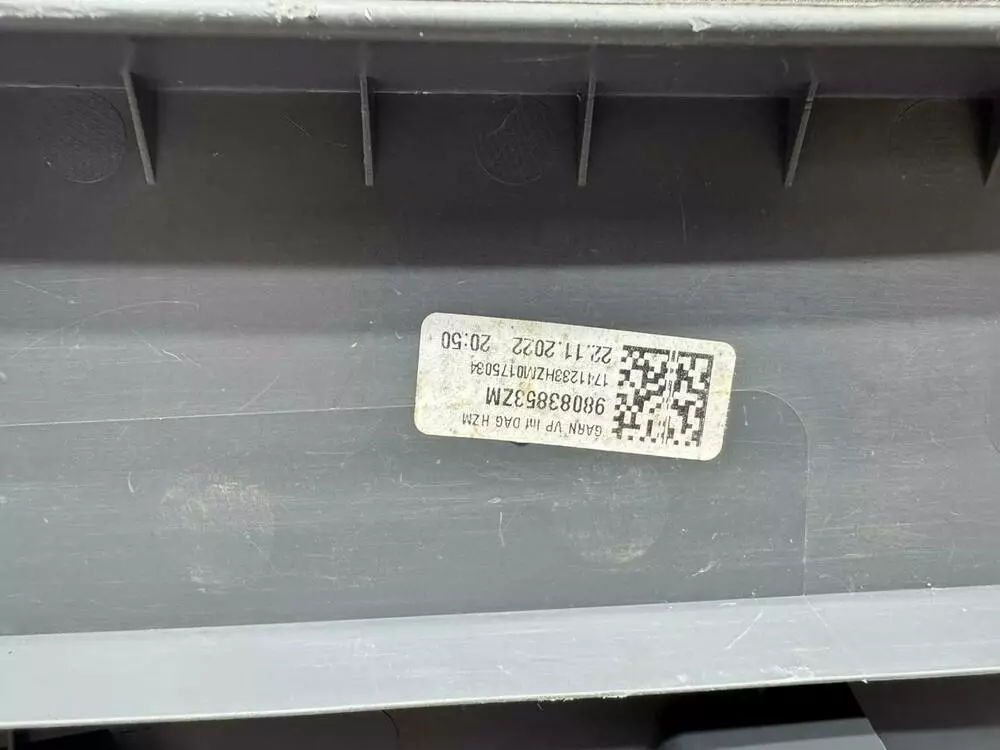 GARN VP Inf DAG HZM
98083853ZM
1741233HZM0175034
22.11.2022 20:50